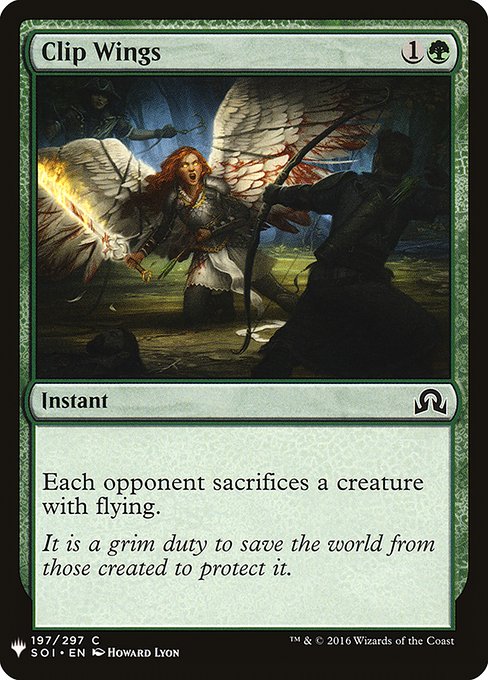 Clip Wings 1
Instant
Each opponent sacrifices a creature
with flying.
It is a grim duty to save the world from
those created to protect it.
197/297 C
SOI • EN Howard Lyon
™ & © 2016 Wizards of the Coast